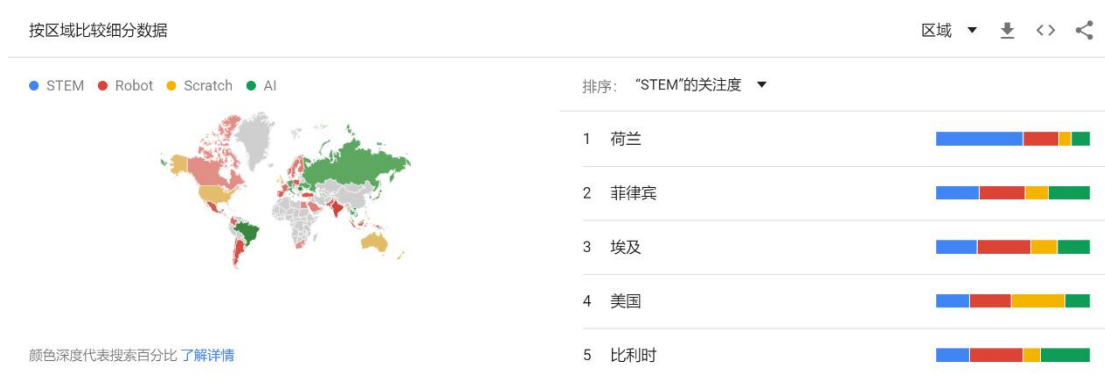 按区域比较细分数据
区域
STEM Robot Scratch AI
排序: “STEM”的关注度
1 荷兰
2 菲律宾
3 埃及
4 美国
5 比利时
颜色深度代表搜索百分比 了解详情